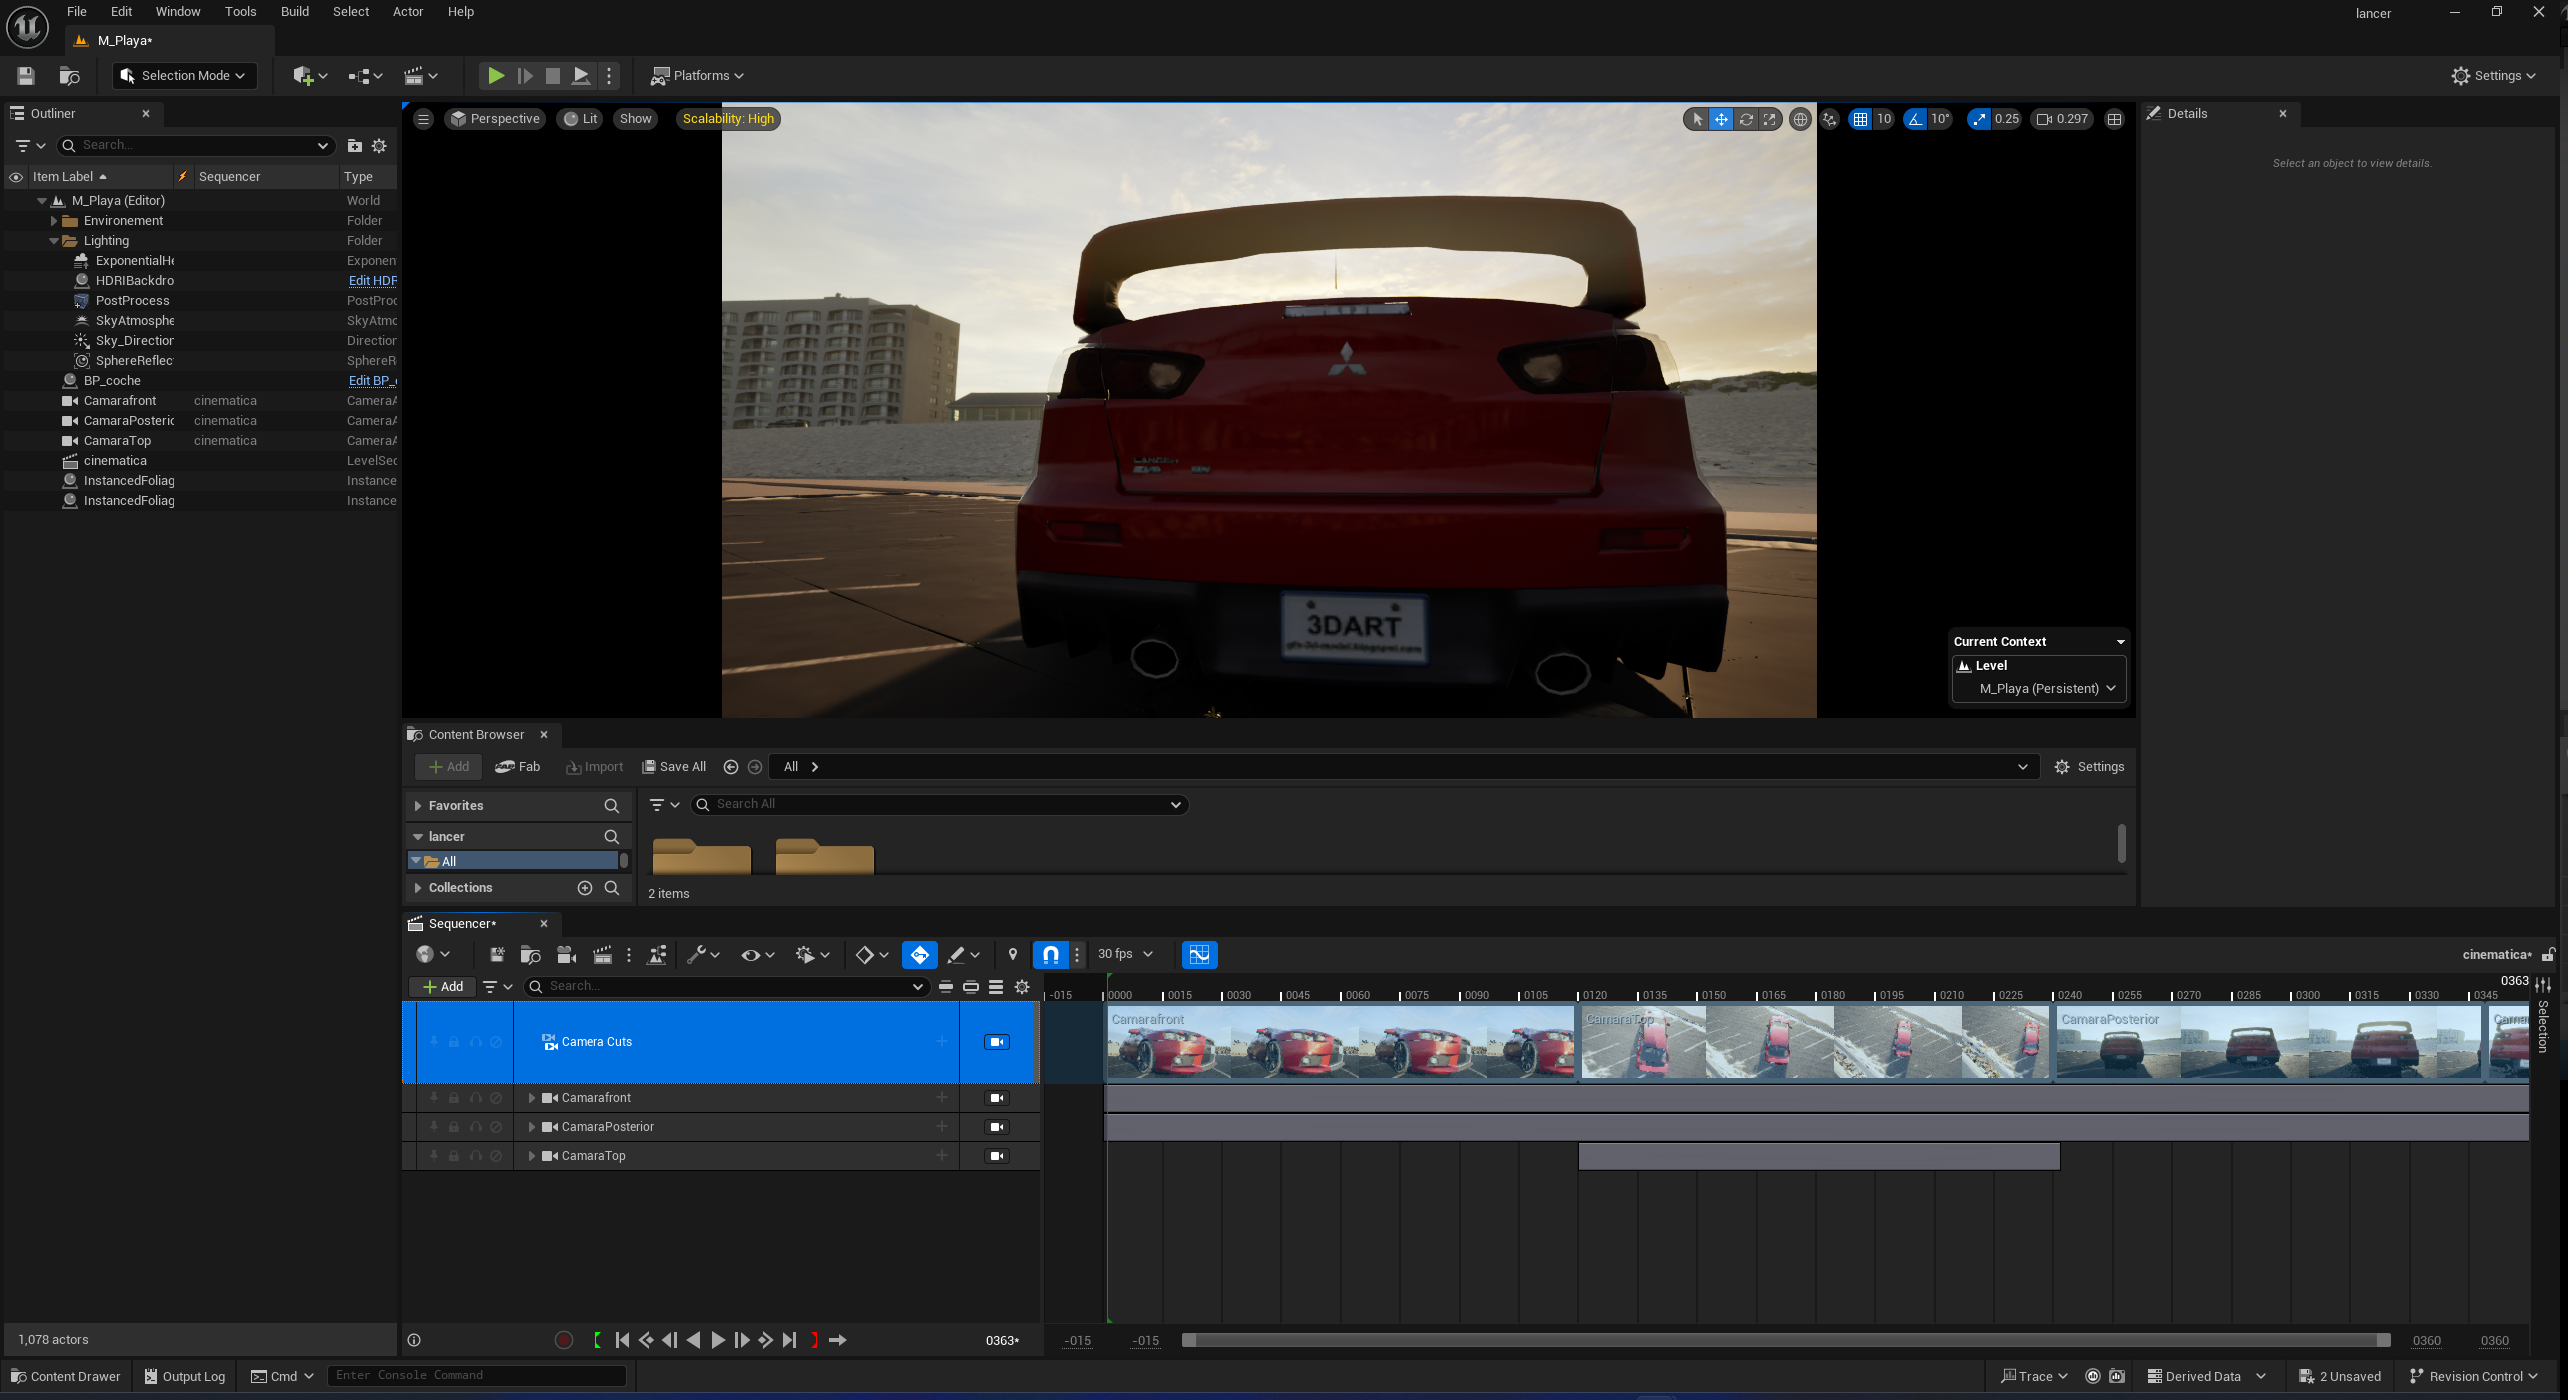 File Edit Window Tools Build Select Actor Help
lancer
M_Playa*
Selection Mode
Platforms
Settings
Outliner
Search...
Item Label Sequencer Type
M_Playa (Editor) World
Environement Folder
Lighting Folder
ExponentialHe Exponen
HDRIBackdro Edit HDR
PostProcess PostProc
SkyAtmosphe SkyAtmo
Sky_Direction Direction
SphereReflec SphereR
BP_coche Edit BP_
Camarafront cinematica CameraA
CamaraPosteric cinematica CameraA
CamaraTop cinematica CameraA
cinematica LevelSec
InstancedFoliag Instance
InstancedFoliag Instance
1,078 actors
Perspective Lit Show Scalability: High
10 10° 0.25 0.297
LANCER
3DART
Current Context
Level
M_Playa (Persistent)
Details
Select an object to view details.
Content Browser
Add Fab Import Save All All Settings
Favorites
lancer
All
Collections
Search All
2 items
Sequencer*
30 fps
cinematica*
Add Search...
0363
-015 0000 0015 0030 0045 0060 0075 0090 0105 0120 0135 0150 0165 0180 0195 0210 0225 0240 0255 0270 0285 0300 0315 0330 0345
Camera Cuts
Camarafront CamaraTop CamaraPosterior Camar
Camarafront
CamaraPosterior
CamaraTop
Selection
0363*
-015 -015 0360 0360
Content Drawer Output Log Cmd Enter Console Command
Trace Derived Data 2 Unsaved Revision Control